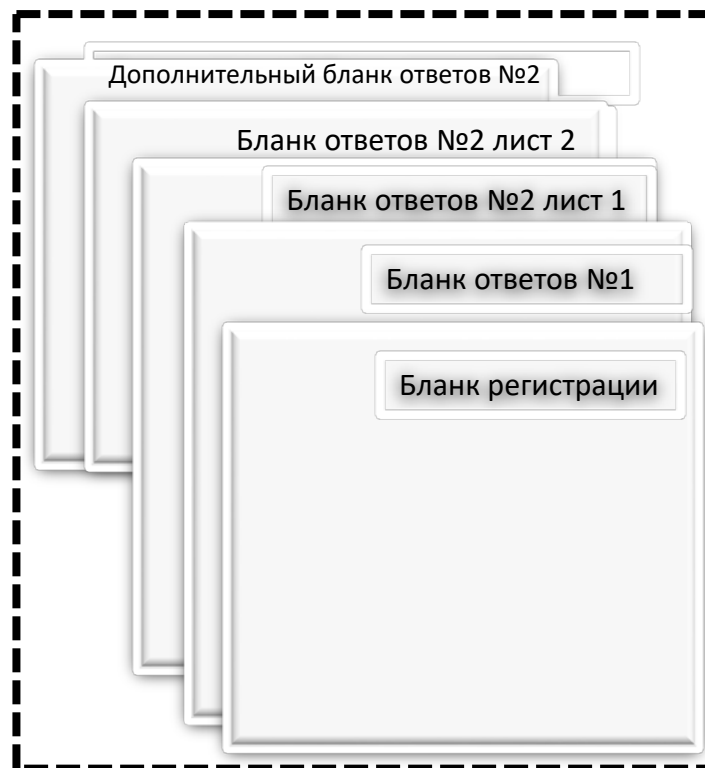 Дополнительный бланк ответов №2
Бланк ответов №2 лист 2
Бланк ответов №2 лист 1
Бланк ответов №1
Бланк регистрации